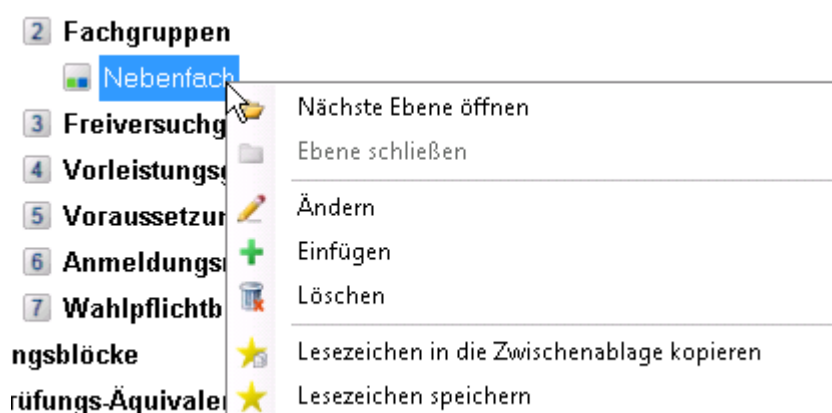 2 Fachgruppen
Nebenfach
Nächste Ebene öffnen
3 Freiversuchg
Ebene schließen
4 Vorleistungsg
Ändern
5 Voraussetzun
Einfügen
6 Anmeldungs
Löschen
7 Wahlpflichtb
ngsblöcke
Lesezeichen in die Zwischenablage kopieren
rüfungs-Äquivale
Lesezeichen speichern